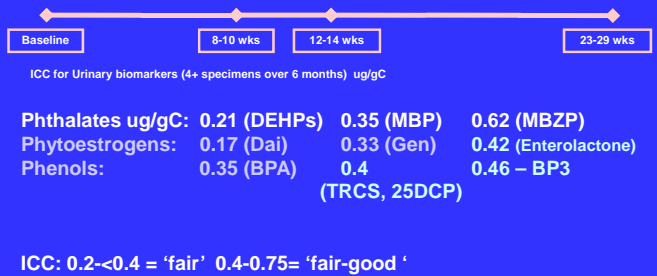 Baseline 8-10 wks 12-14 wks 23-29 wks
ICC for Urinary biomarkers (4+ specimens over 6 months) ug/gC
Phthalates ug/gC: 0.21 (DEHPs) 0.35 (MBP) 0.62 (MBZP)
Phytoestrogens: 0.17 (Dai) 0.33 (Gen) 0.42 (Enterolactone)
Phenols: 0.35 (BPA) 0.4 0.46 – BP3
(TRCS, 25DCP)
ICC: 0.2-<0.4 = ‘fair’ 0.4-0.75= ‘fair-good ‘